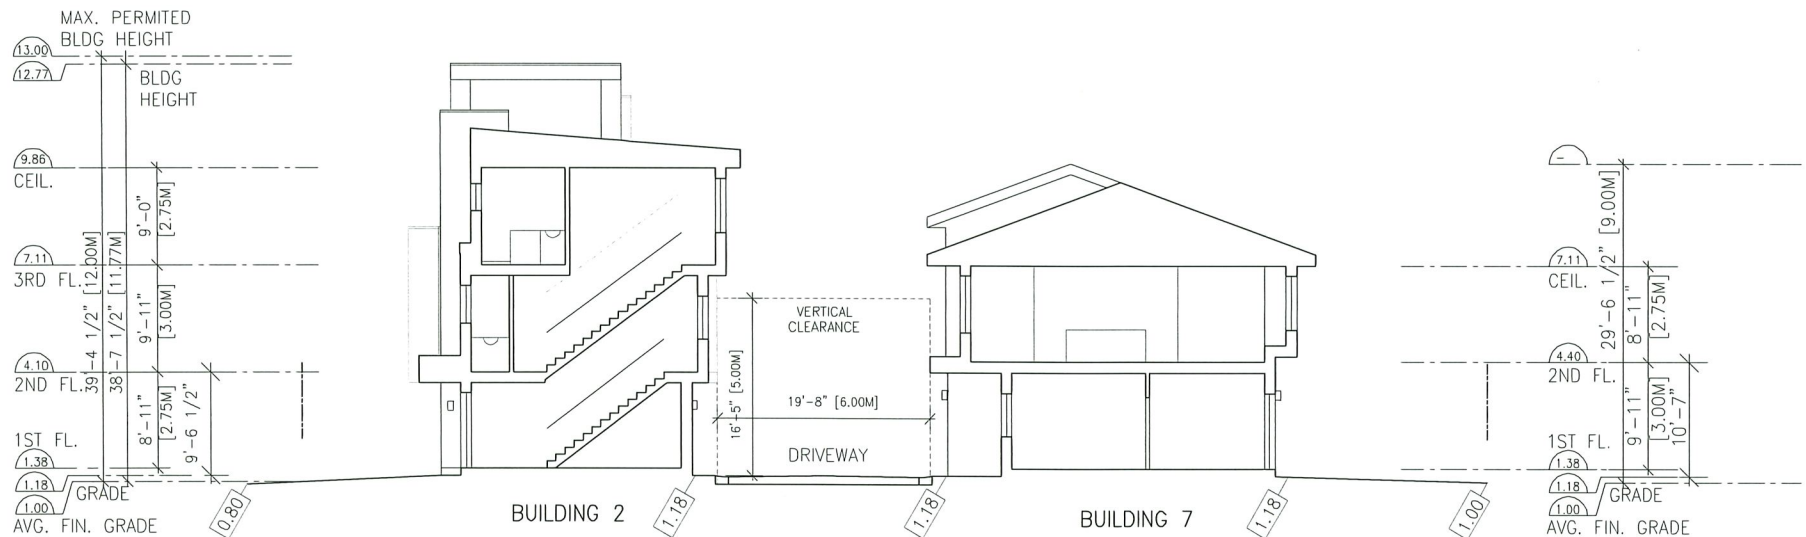 MAX. PERMITED
BLDG HEIGHT
13.00
12.77
BLDG
HEIGHT
9.86
CEIL.
7.11
3RD FL.
4.10
2ND FL.
1ST FL.
1.38
1.18
GRADE
1.00
AVG. FIN. GRADE
39'-4 1/2" [12.00M]
38'-7 1/2" [11.77M]
9'-0"
[2.75M]
9'-11"
[3.00M]
8'-11"
[2.75M]
9'-6 1/2"
0.80
BUILDING 2
1.18
VERTICAL
CLEARANCE
16'-5" [5.00M]
19'-8" [6.00M]
DRIVEWAY
1.18
BUILDING 7
1.18
1.00
-
7.11
CEIL.
4.40
2ND FL.
1ST FL.
1.38
1.18
GRADE
1.00
AVG. FIN. GRADE
29'-6 1/2" [9.00M]
8'-11"
[2.75M]
9'-11"
[3.00M]
10'-7"